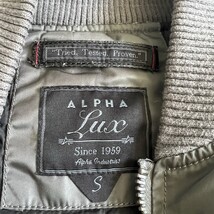 "Tried. Tested. Proven."
ALPHA
Lux
Since 1959
Alpha Industries
S